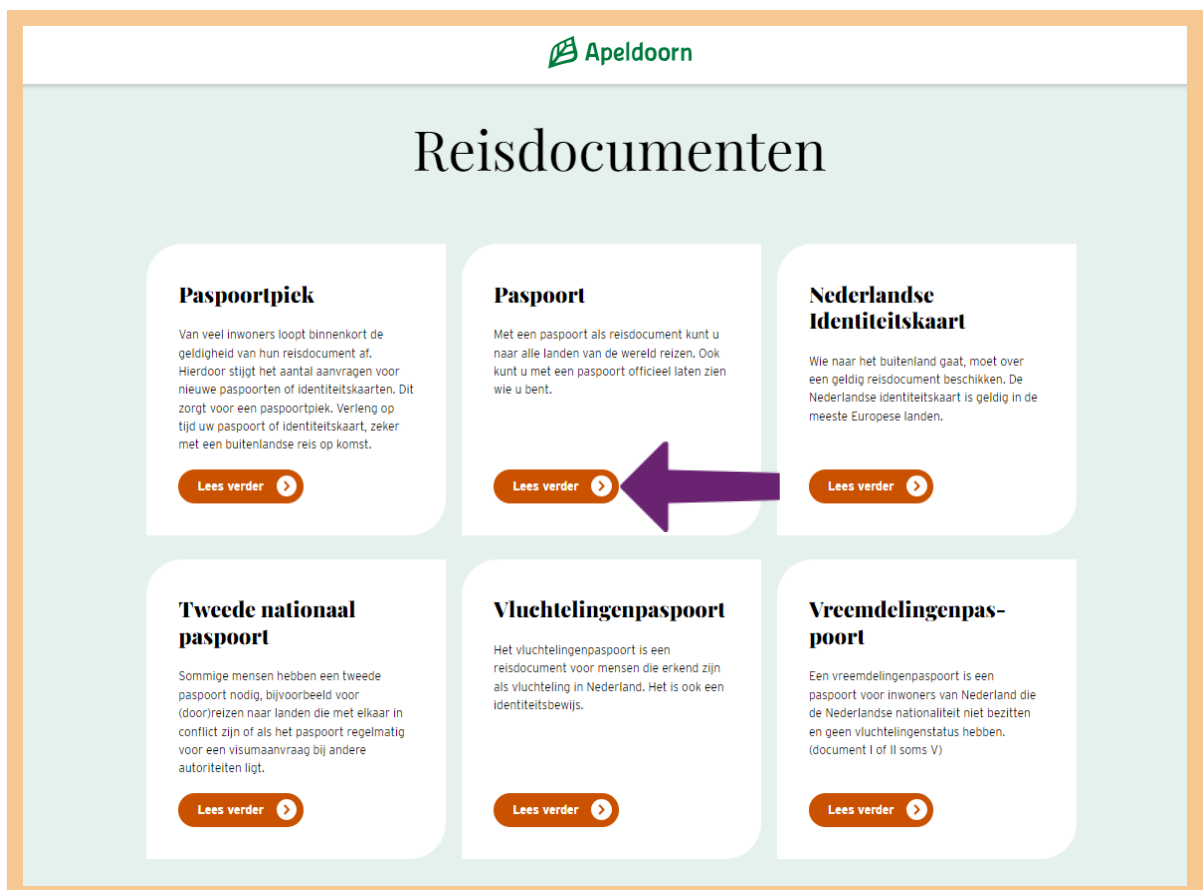 Apeldoorn
Reisdocumenten
Paspoortpiek
Van veel inwoners loopt binnenkort de
geldigheid van hun reisdocument af.
Hierdoor stijgt het aantal aanvragen voor
nieuwe paspoorten of identiteitskaarten. Dit
zorgt voor een paspoortpiek. Verleng op
tijd uw paspoort of identiteitskaart, zeker
met een buitenlandse reis op komst.
Lees verder
Paspoort
Met een paspoort als reisdocument kunt u
naar alle landen van de wereld reizen. Ook
kunt u met een paspoort officieel laten zien
wie u bent.
Lees verder
Nederlandse
Identiteitskaart
Wie naar het buitenland gaat, moet over
een geldig reisdocument beschikken. De
Nederlandse identiteitskaart is geldig in de
meeste Europese landen.
Lees verder
Tweede nationaal
paspoort
Sommige mensen hebben een tweede
paspoort nodig, bijvoorbeeld voor
(door)reizen naar landen die met elkaar in
conflict zijn of als het paspoort regelmatig
voor een visumaanvraag bij andere
autoriteiten ligt.
Lees verder
Vluchtelingenpaspoort
Het vluchtelingenpaspoort is een
reisdocument voor mensen die erkend zijn
als vluchteling in Nederland. Het is ook een
identiteitsbewijs.
Lees verder
Vreemdelingenpas-
poort
Een vreemdelingenpaspoort is een
paspoort voor inwoners van Nederland die
de Nederlandse nationaliteit niet bezitten
en geen vluchtelingenstatus hebben.
(document I of II soms V)
Lees verder